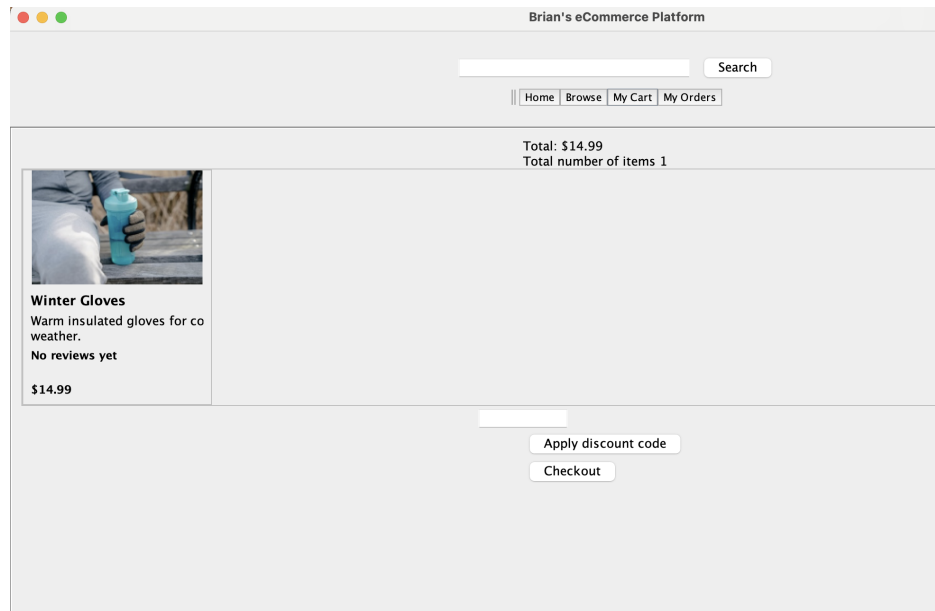 Brian's eCommerce Platform
Search
Home Browse My Cart My Orders
Total: $14.99
Total number of items 1
Winter Gloves
Warm insulated gloves for co
weather.
No reviews yet
$14.99
Apply discount code
Checkout